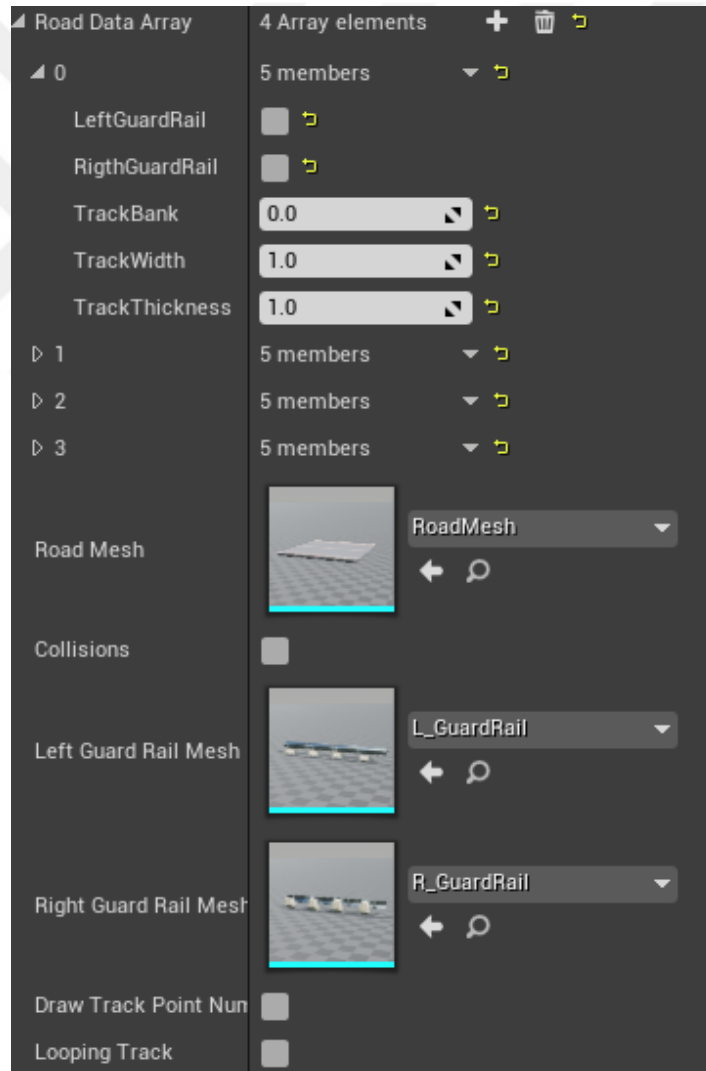 Road Data Array 4 Array elements
0 5 members
LeftGuardRail
RigthGuardRail
TrackBank 0.0
TrackWidth 1.0
TrackThickness 1.0
1 5 members
2 5 members
3 5 members
Road Mesh RoadMesh
Collisions
Left Guard Rail Mesh L_GuardRail
Right Guard Rail Mesh R_GuardRail
Draw Track Point Num
Looping Track